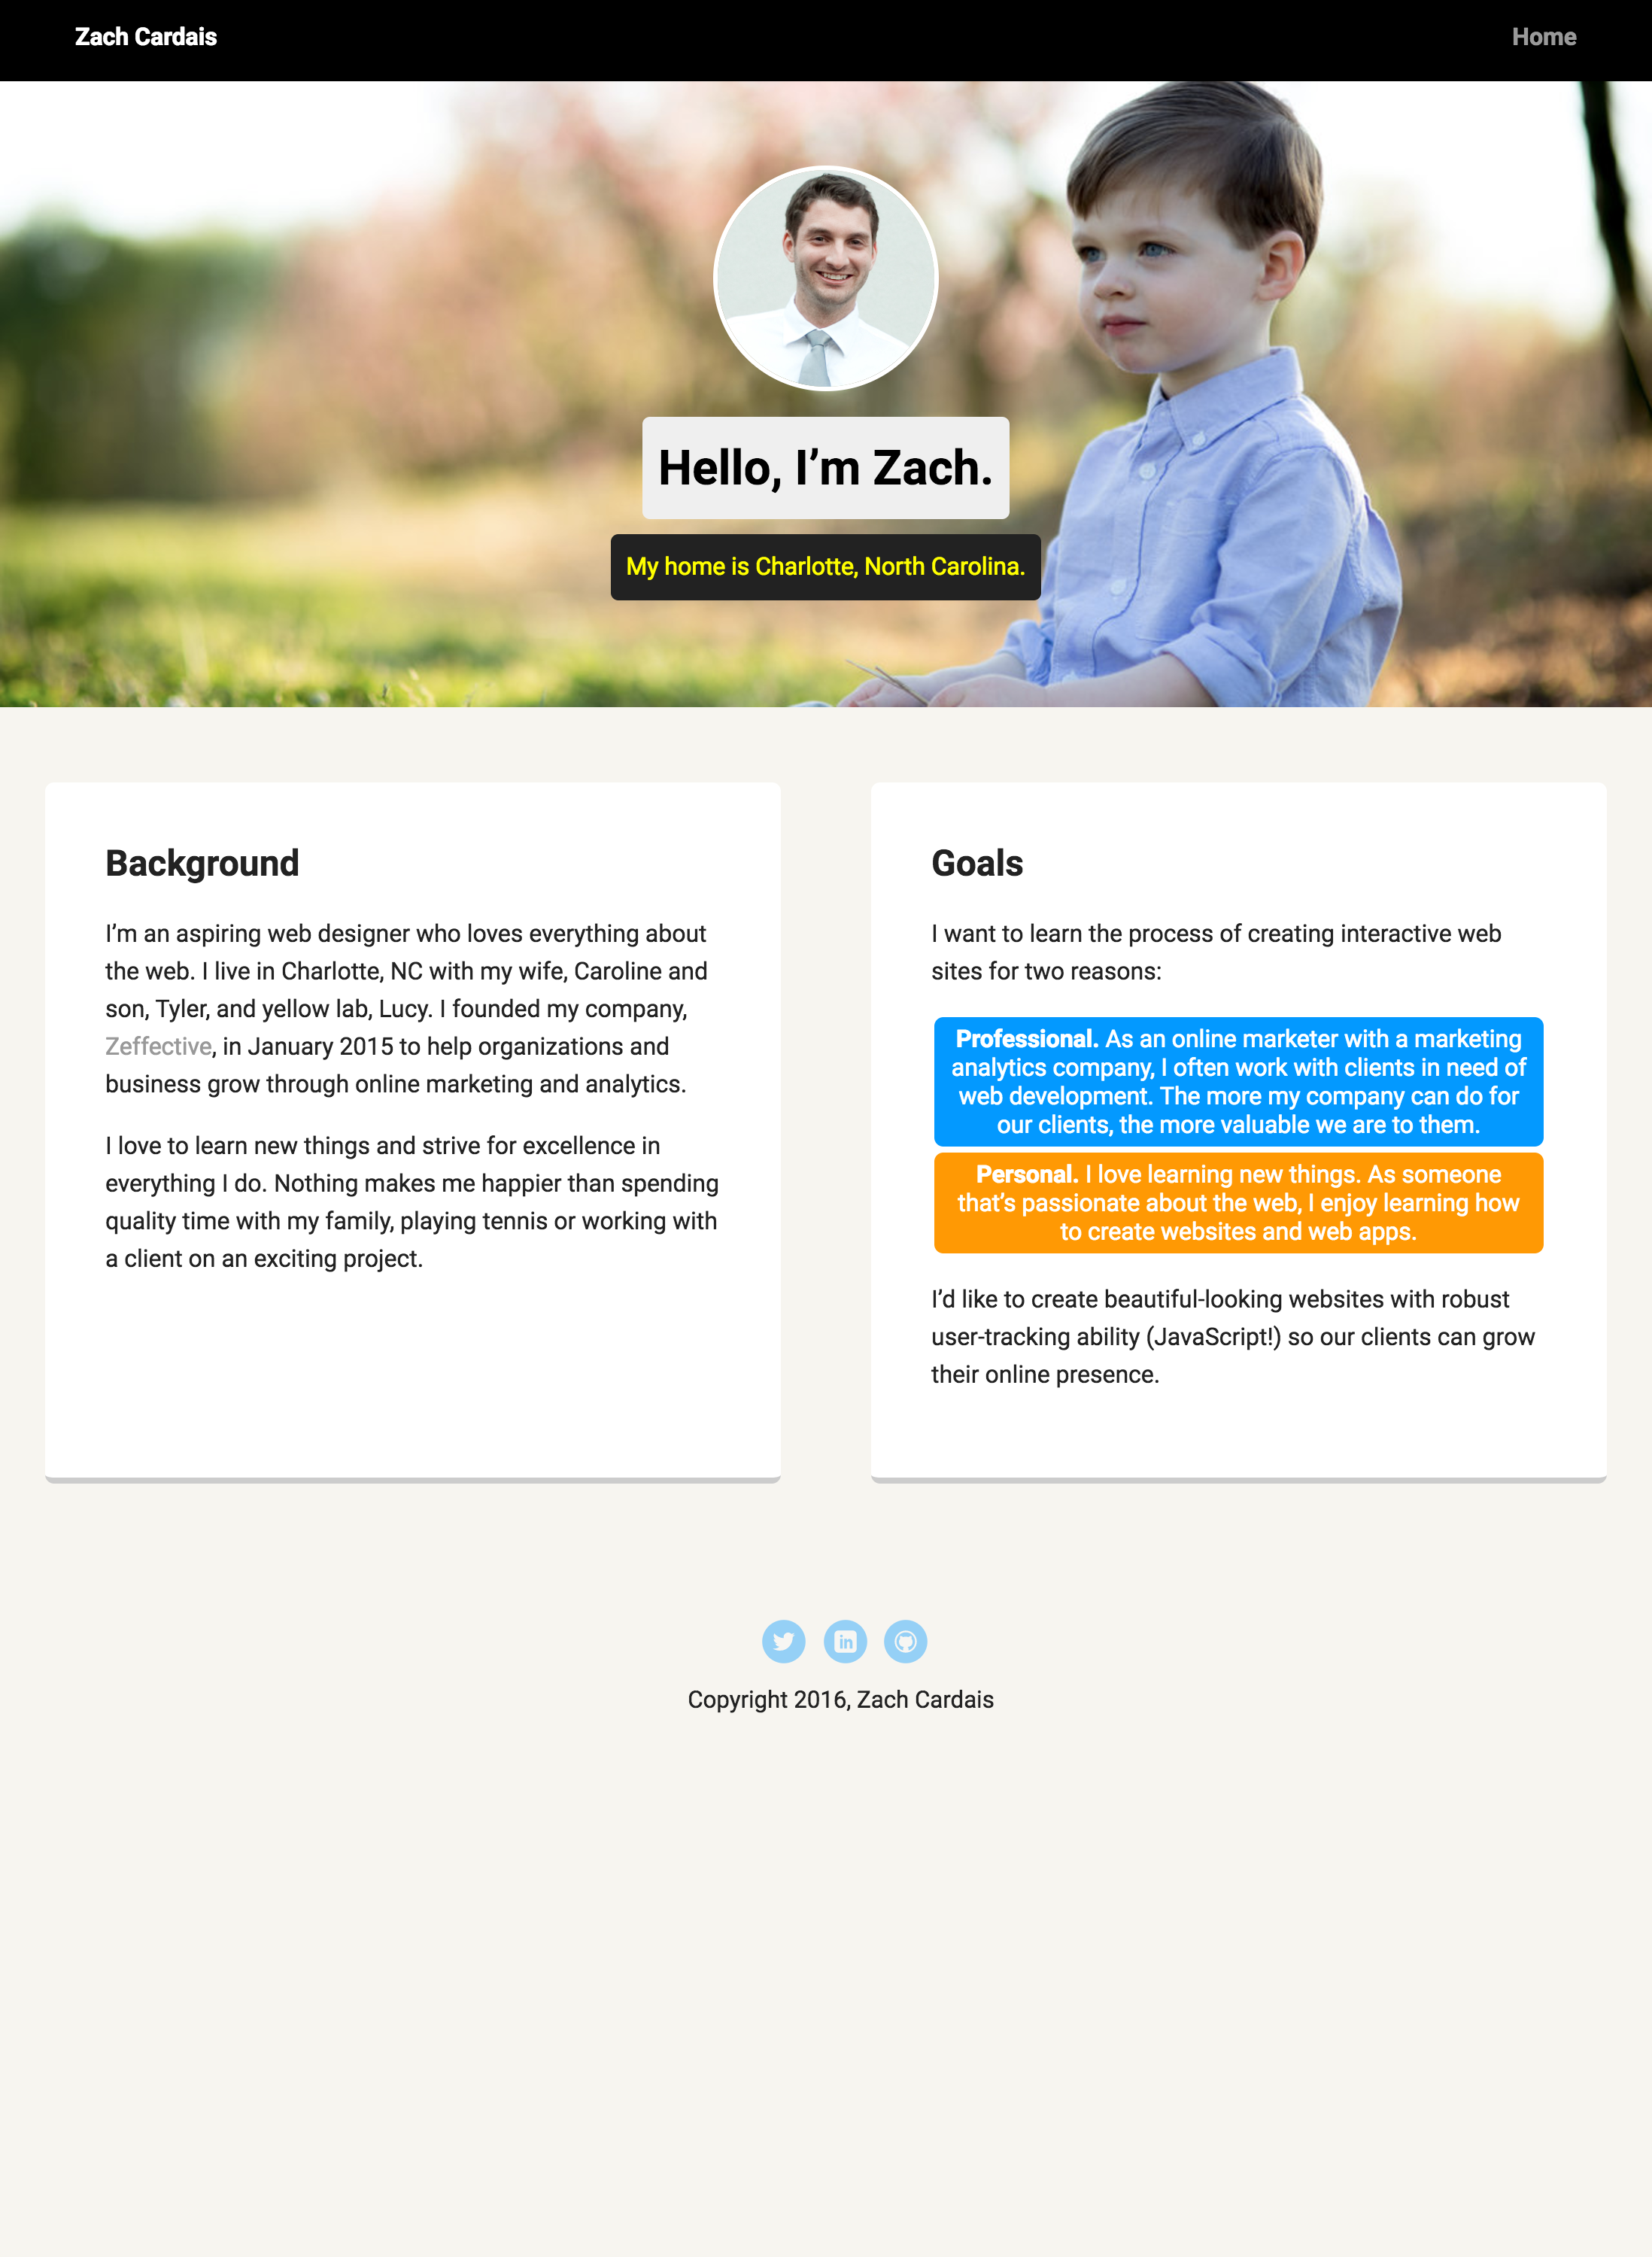 Zach Cardais
Home
Hello, I’m Zach.
My home is Charlotte, North Carolina.
Background
I’m an aspiring web designer who loves everything about
the web. I live in Charlotte, NC with my wife, Caroline and
son, Tyler, and yellow lab, Lucy. I founded my company,
Zeffective, in January 2015 to help organizations and
business grow through online marketing and analytics.
I love to learn new things and strive for excellence in
everything I do. Nothing makes me happier than spending
quality time with my family, playing tennis or working with
a client on an exciting project.
Goals
I want to learn the process of creating interactive web
sites for two reasons:
Professional. As an online marketer with a marketing
analytics company, I often work with clients in need of
web development. The more my company can do for
our clients, the more valuable we are to them.
Personal. I love learning new things. As someone
that’s passionate about the web, I enjoy learning how
to create websites and web apps.
I’d like to create beautiful-looking websites with robust
user-tracking ability (JavaScript!) so our clients can grow
their online presence.
in
Copyright 2016, Zach Cardais